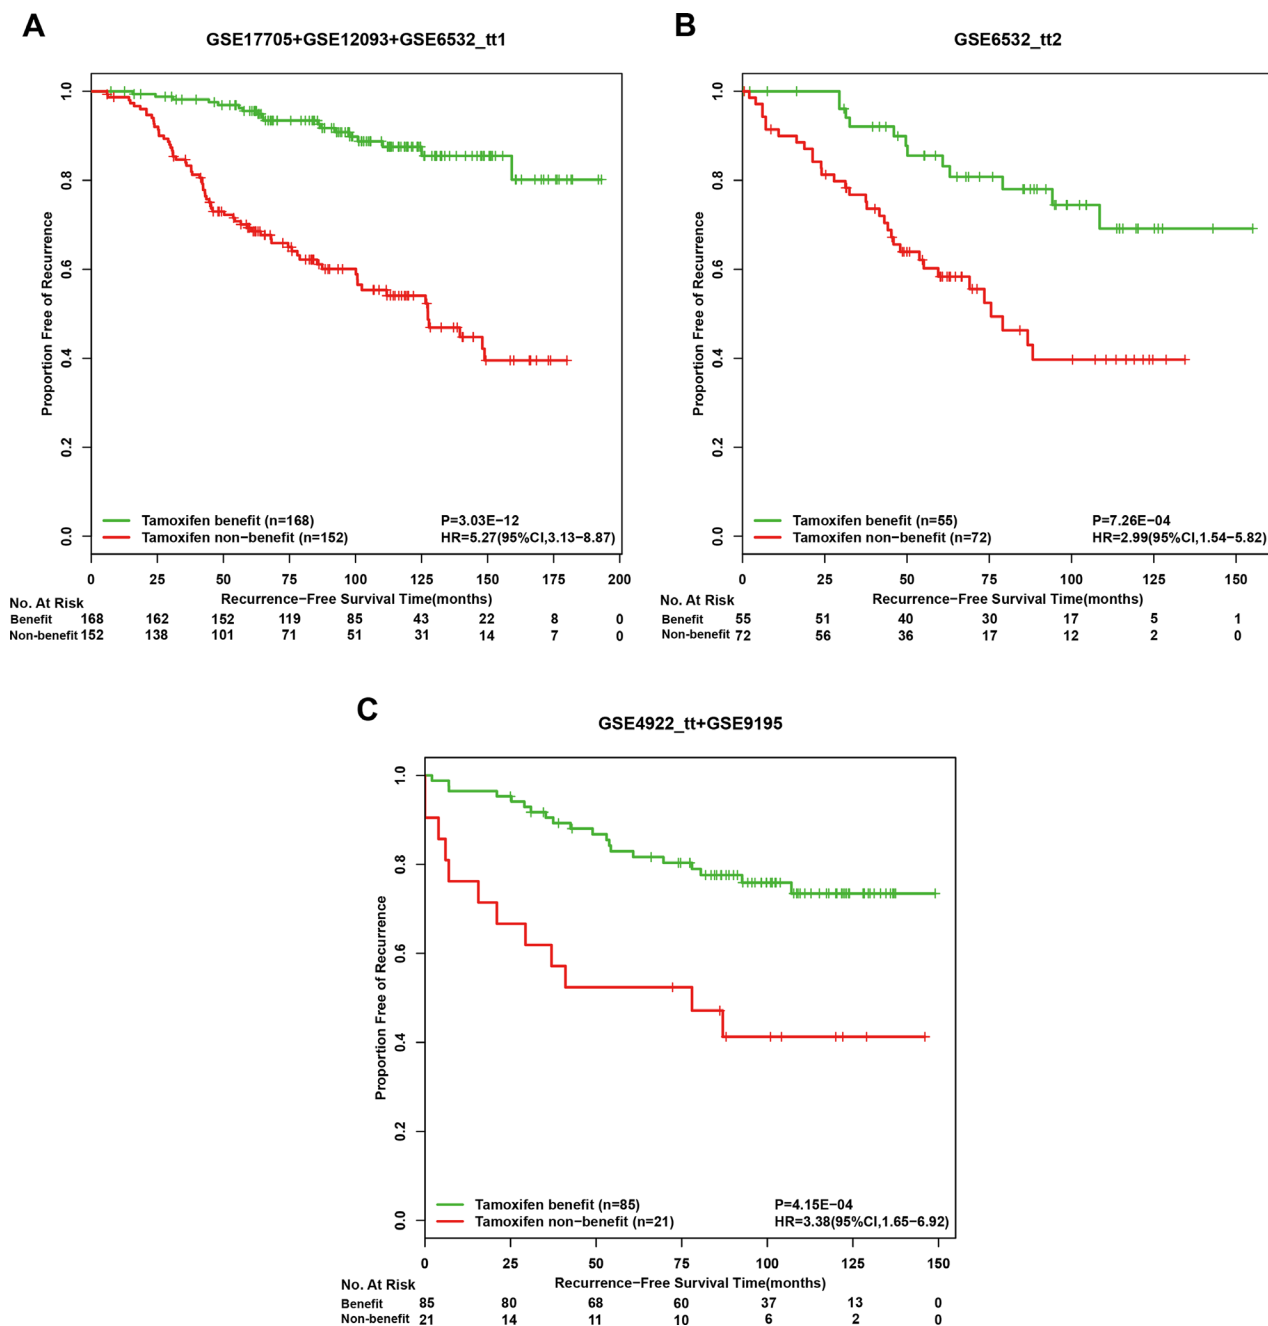 A
GSE17705+GSE12093+GSE6532_tt1
Proportion Free of Recurrence
1.0
0.8
0.6
0.4
0.2
0.0
Tamoxifen benefit (n=168)
Tamoxifen non−benefit (n=152)
P=3.03E−12
HR=5.27(95%CI,3.13−8.87)
0 25 50 75 100 125 150 175 200
Recurrence−Free Survival Time(months)
No. At Risk
Benefit 168 162 152 119 85 43 22 8 0
Non-benefit 152 138 101 71 51 31 14 7 0
B
GSE6532_tt2
Proportion Free of Recurrence
1.0
0.8
0.6
0.4
0.2
0.0
Tamoxifen benefit (n=55)
Tamoxifen non−benefit (n=72)
P=7.26E−04
HR=2.99(95%CI,1.54−5.82)
0 25 50 75 100 125 150
Recurrence−Free Survival Time(months)
No. At Risk
Benefit 55 51 40 30 17 5 1
Non-benefit 72 56 36 17 12 2 0
C
GSE4922_tt+GSE9195
Proportion Free of Recurrence
1.0
0.8
0.6
0.4
0.2
0.0
Tamoxifen benefit (n=85)
Tamoxifen non−benefit (n=21)
P=4.15E−04
HR=3.38(95%CI,1.65−6.92)
0 25 50 75 100 125 150
Recurrence−Free Survival Time(months)
No. At Risk
Benefit 85 80 68 60 37 13 0
Non-benefit 21 14 11 10 6 2 0